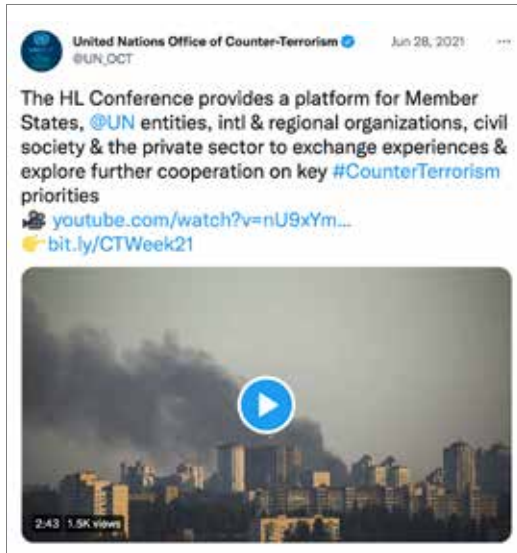 United Nations Office of Counter-Terrorism
Jun 28, 2021
@UN_OCT
The HL Conference provides a platform for Member
States, @UN entities, intl & regional organizations, civil
society & the private sector to exchange experiences &
explore further cooperation on key #CounterTerrorism
priorities
🎥 youtube.com/watch?v=nU9xYm...
👉 bit.ly/CTWeek21
2:43 1.5K views